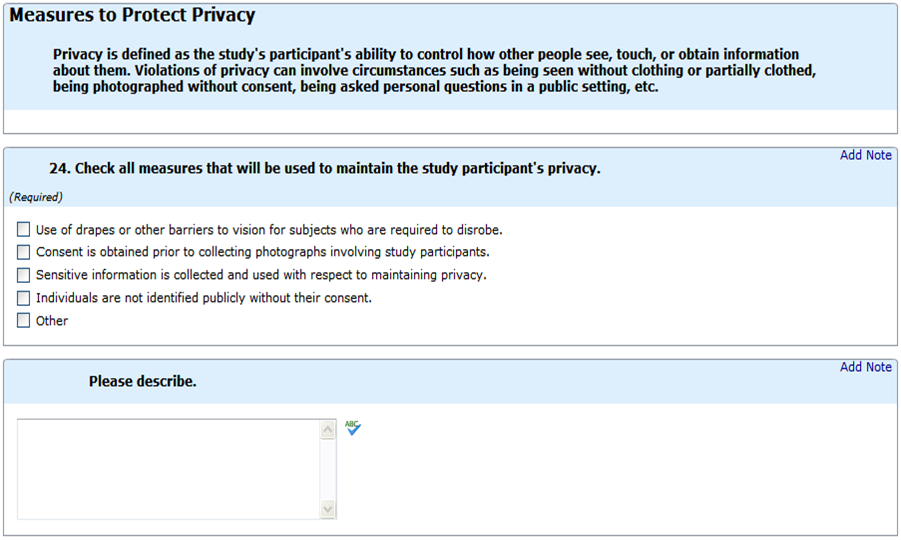 Measures to Protect Privacy
Privacy is defined as the study's participant's ability to control how other people see, touch, or obtain information
about them. Violations of privacy can involve circumstances such as being seen without clothing or partially clothed,
being photographed without consent, being asked personal questions in a public setting, etc.
Add Note
24. Check all measures that will be used to maintain the study participant's privacy.
(Required)
Use of drapes or other barriers to vision for subjects who are required to disrobe.
Consent is obtained prior to collecting photographs involving study participants.
Sensitive information is collected and used with respect to maintaining privacy.
Individuals are not identified publicly without their consent.
Other
Add Note
Please describe.
ABC